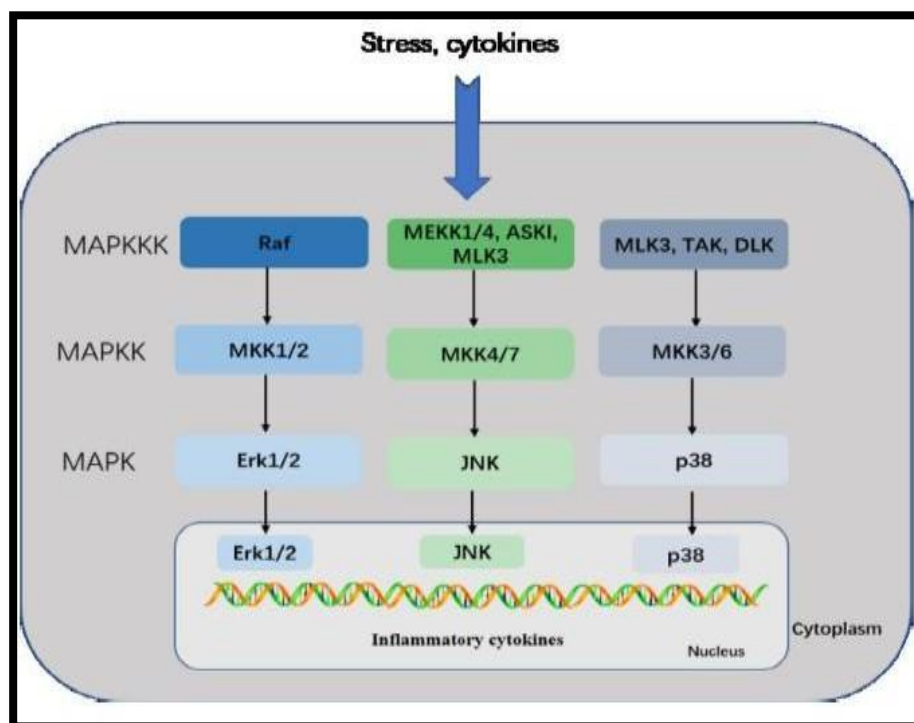 Stress, cytokines
MAPKKK
Raf
MEKK1/4, ASKI,
MLK3
MLK3, TAK, DLK
MAPKK
MKK1/2
MKK4/7
MKK3/6
MAPK
Erk1/2
JNK
p38
Erk1/2
JNK
p38
Inflammatory cytokines
Nucleus
Cytoplasm